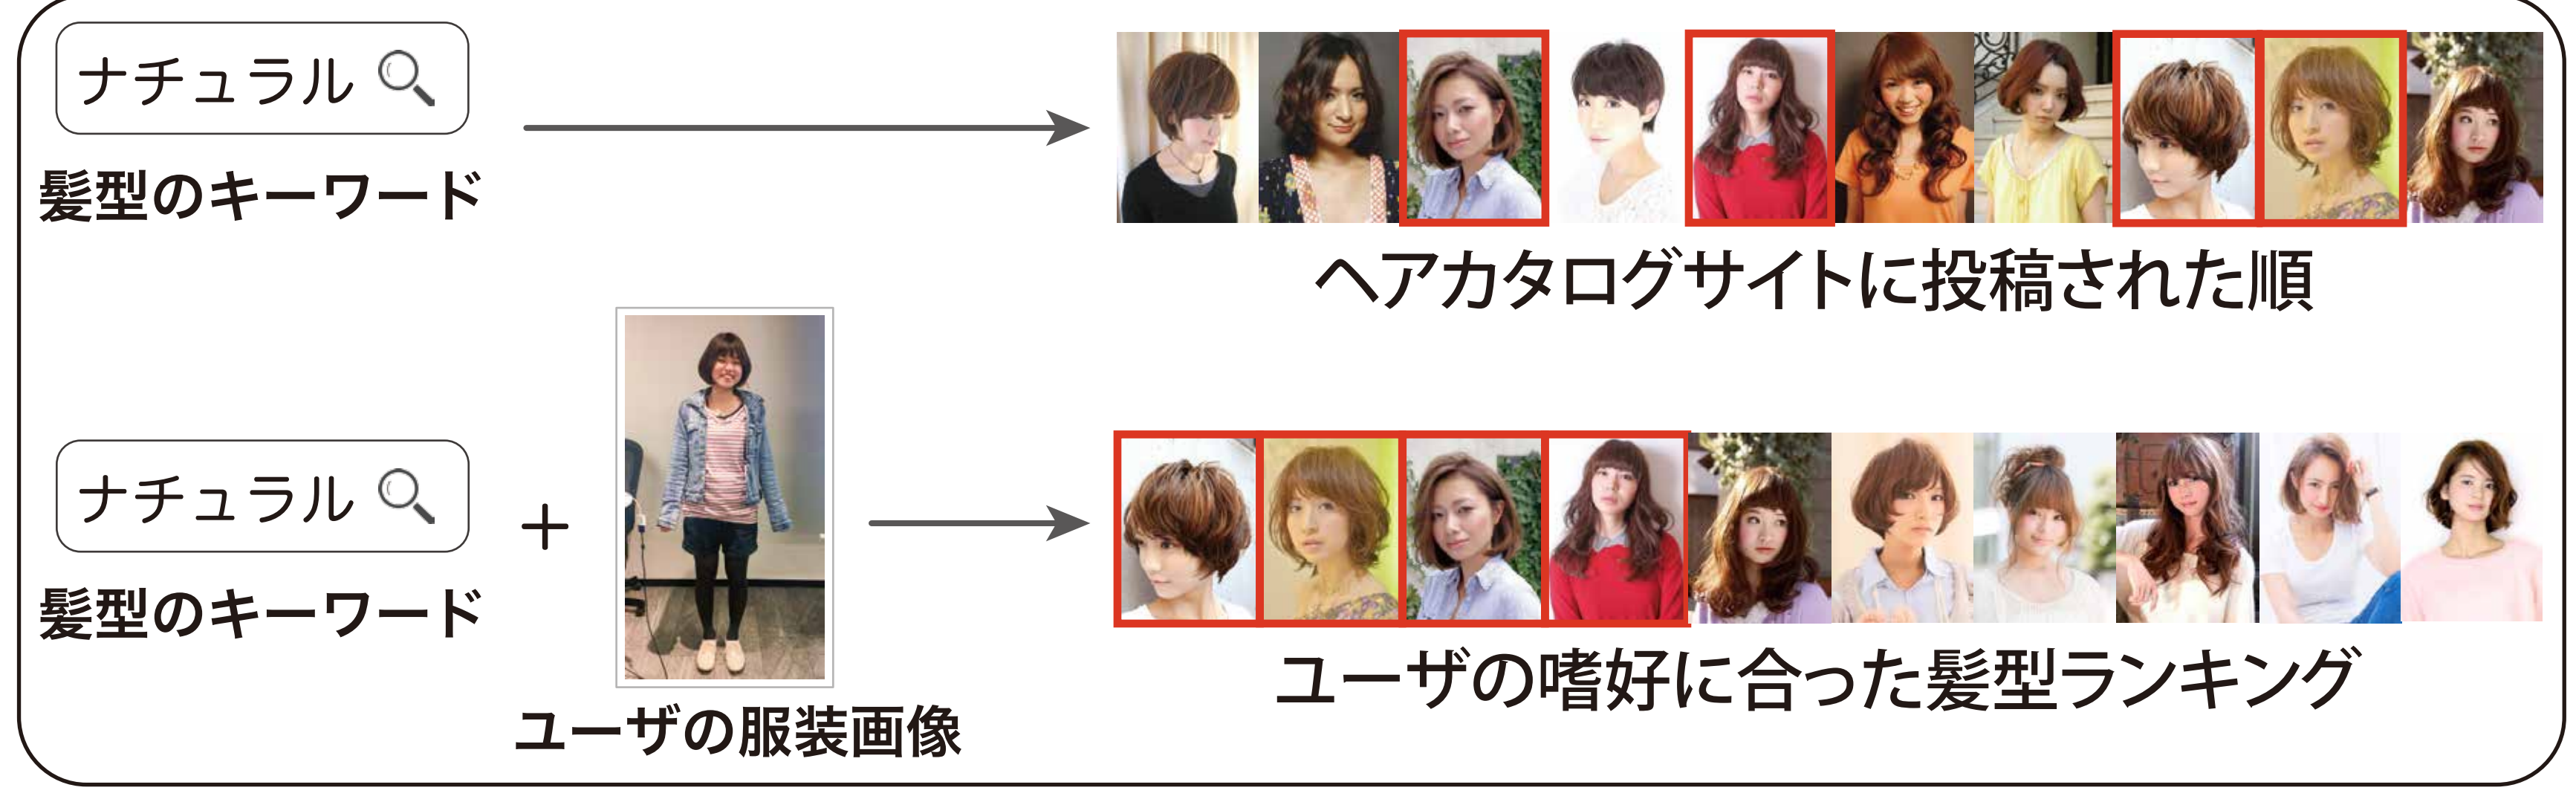 ナチュラル
髪型のキーワード
ヘアカタログサイトに投稿された順
ナチュラル
髪型のキーワード
+
ユーザの服装画像
ユーザの嗜好に合った髪型ランキング